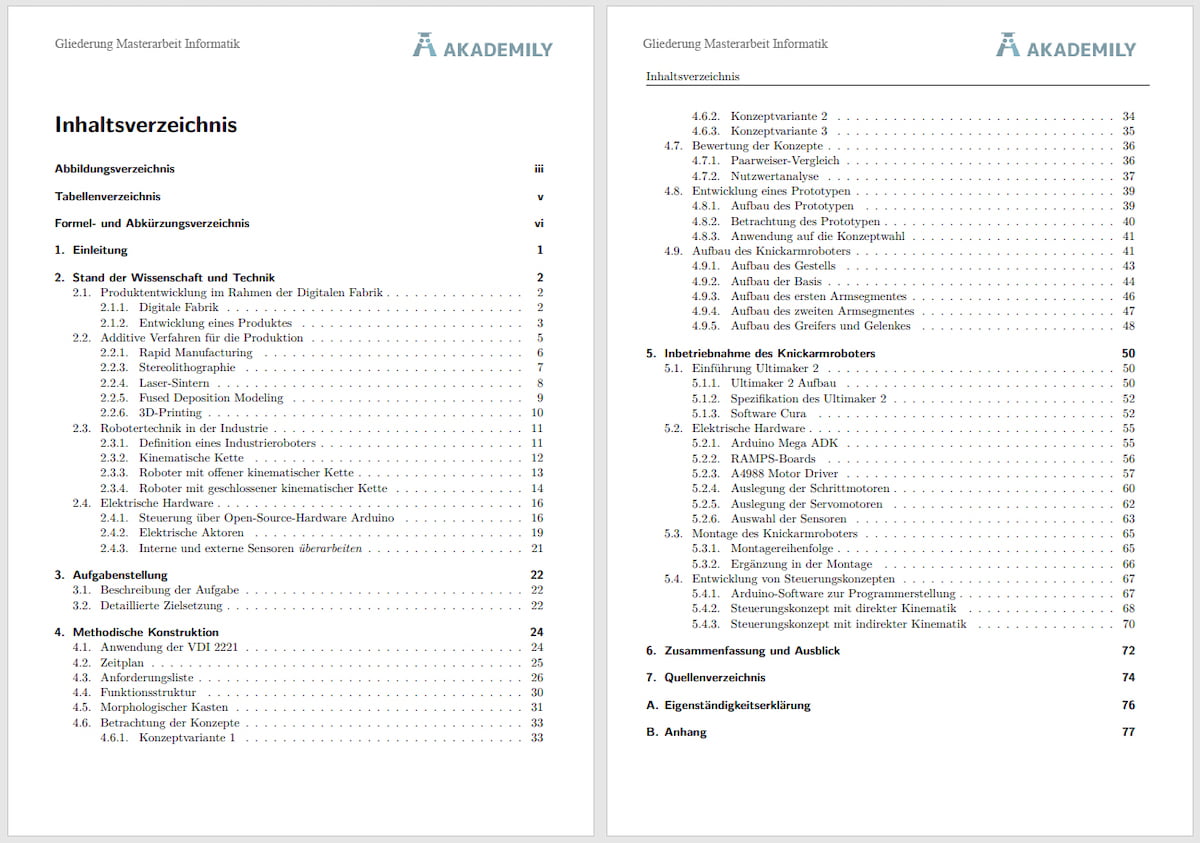 Gliederung Masterarbeit Informatik
AKADEMILY
Inhaltsverzeichnis
Abbildungsverzeichnis iii
Tabellenverzeichnis v
Formel- und Abkürzungsverzeichnis vi
1. Einleitung 1
2. Stand der Wissenschaft und Technik 2
2.1. Produktentwicklung im Rahmen der Digitalen Fabrik . . . . . . . . . . . . . . . 2
2.1.1. Digitale Fabrik . . . . . . . . . . . . . . . 2
2.1.2. Entwicklung eines Produktes . . . . . . . . . . . . . . . 3
2.2. Additive Verfahren für die Produktion . . . . . . . . . . . . . . . 5
2.2.1. Rapid Manufacturing . . . . . . . . . . . . . . . 6
2.2.3. Stereolithographie . . . . . . . . . . . . . . . 7
2.2.4. Laser-Sintern . . . . . . . . . . . . . . . 8
2.2.5. Fused Deposition Modeling . . . . . . . . . . . . . . . 9
2.2.6. 3D-Printing . . . . . . . . . . . . . . . 10
2.3. Robotertechnik in der Industrie . . . . . . . . . . . . . . . 11
2.3.1. Definition eines Industrieroboters . . . . . . . . . . . . . . . 11
2.3.2. Kinematische Kette . . . . . . . . . . . . . . . 12
2.3.3. Roboter mit offener kinematischer Kette . . . . . . . . . . . . . . . 13
2.3.4. Roboter mit geschlossener kinematischer Kette . . . . . . . . . . . . . . . 14
2.4. Elektrische Hardware . . . . . . . . . . . . . . . 16
2.4.1. Steuerung über Open-Source-Hardware Arduino . . . . . . . . . . . . . . . 16
2.4.2. Elektrische Aktoren . . . . . . . . . . . . . . . 19
2.4.3. Interne und externe Sensoren überarbeiten . . . . . . . . . . . . . . . 21
3. Aufgabenstellung 22
3.1. Beschreibung der Aufgabe . . . . . . . . . . . . . . . 22
3.2. Detaillierte Zielsetzung . . . . . . . . . . . . . . . 22
4. Methodische Konstruktion 24
4.1. Anwendung der VDI 2221 . . . . . . . . . . . . . . . 24
4.2. Zeitplan . . . . . . . . . . . . . . . 25
4.3. Anforderungsliste . . . . . . . . . . . . . . . 26
4.4. Funktionsstruktur . . . . . . . . . . . . . . . 30
4.5. Morphologischer Kasten . . . . . . . . . . . . . . . 31
4.6. Betrachtung der Konzepte . . . . . . . . . . . . . . . 33
4.6.1. Konzeptvariante 1 . . . . . . . . . . . . . . . 33
Gliederung Masterarbeit Informatik
AKADEMILY
Inhaltsverzeichnis
4.6.2. Konzeptvariante 2 . . . . . . . . . . . . . . . 34
4.6.3. Konzeptvariante 3 . . . . . . . . . . . . . . . 35
4.7. Bewertung der Konzepte . . . . . . . . . . . . . . . 36
4.7.1. Paarweiser-Vergleich . . . . . . . . . . . . . . . 36
4.7.2. Nutzwertanalyse . . . . . . . . . . . . . . . 37
4.8. Entwicklung eines Prototypen . . . . . . . . . . . . . . . 39
4.8.1. Aufbau des Prototypen . . . . . . . . . . . . . . . 39
4.8.2. Betrachtung des Prototypen . . . . . . . . . . . . . . . 40
4.8.3. Anwendung auf die Konzeptwahl . . . . . . . . . . . . . . . 41
4.9. Aufbau des Knickarmroboters . . . . . . . . . . . . . . . 41
4.9.1. Aufbau des Gestells . . . . . . . . . . . . . . . 43
4.9.2. Aufbau der Basis . . . . . . . . . . . . . . . 44
4.9.3. Aufbau des ersten Armsegmentes . . . . . . . . . . . . . . . 46
4.9.4. Aufbau des zweiten Armsegmentes . . . . . . . . . . . . . . . 47
4.9.5. Aufbau des Greifers und Gelenkes . . . . . . . . . . . . . . . 48
5. Inbetriebnahme des Knickarmroboters 50
5.1. Einführung Ultimaker 2 . . . . . . . . . . . . . . . 50
5.1.1. Ultimaker 2 Aufbau . . . . . . . . . . . . . . . 50
5.1.2. Spezifikation des Ultimaker 2 . . . . . . . . . . . . . . . 52
5.1.3. Software Cura . . . . . . . . . . . . . . . 52
5.2. Elektrische Hardware . . . . . . . . . . . . . . . 55
5.2.1. Arduino Mega ADK . . . . . . . . . . . . . . . 55
5.2.2. RAMPS-Boards . . . . . . . . . . . . . . . 56
5.2.3. A4988 Motor Driver . . . . . . . . . . . . . . . 57
5.2.4. Auslegung der Schrittmotoren . . . . . . . . . . . . . . . 60
5.2.5. Auslegung der Servomotoren . . . . . . . . . . . . . . . 62
5.2.6. Auswahl der Sensoren . . . . . . . . . . . . . . . 63
5.3. Montage des Knickarmroboters . . . . . . . . . . . . . . . 65
5.3.1. Montagereihenfolge . . . . . . . . . . . . . . . 65
5.3.2. Ergänzung in der Montage . . . . . . . . . . . . . . . 66
5.4. Entwicklung von Steuerungskonzepten . . . . . . . . . . . . . . . 67
5.4.1. Arduino-Software zur Programmerstellung . . . . . . . . . . . . . . . 67
5.4.2. Steuerungskonzept mit direkter Kinematik . . . . . . . . . . . . . . . 68
5.4.3. Steuerungskonzept mit indirekter Kinematik . . . . . . . . . . . . . . . 70
6. Zusammenfassung und Ausblick 72
7. Quellenverzeichnis 74
A. Eigenständigkeitserklärung 76
B. Anhang 77